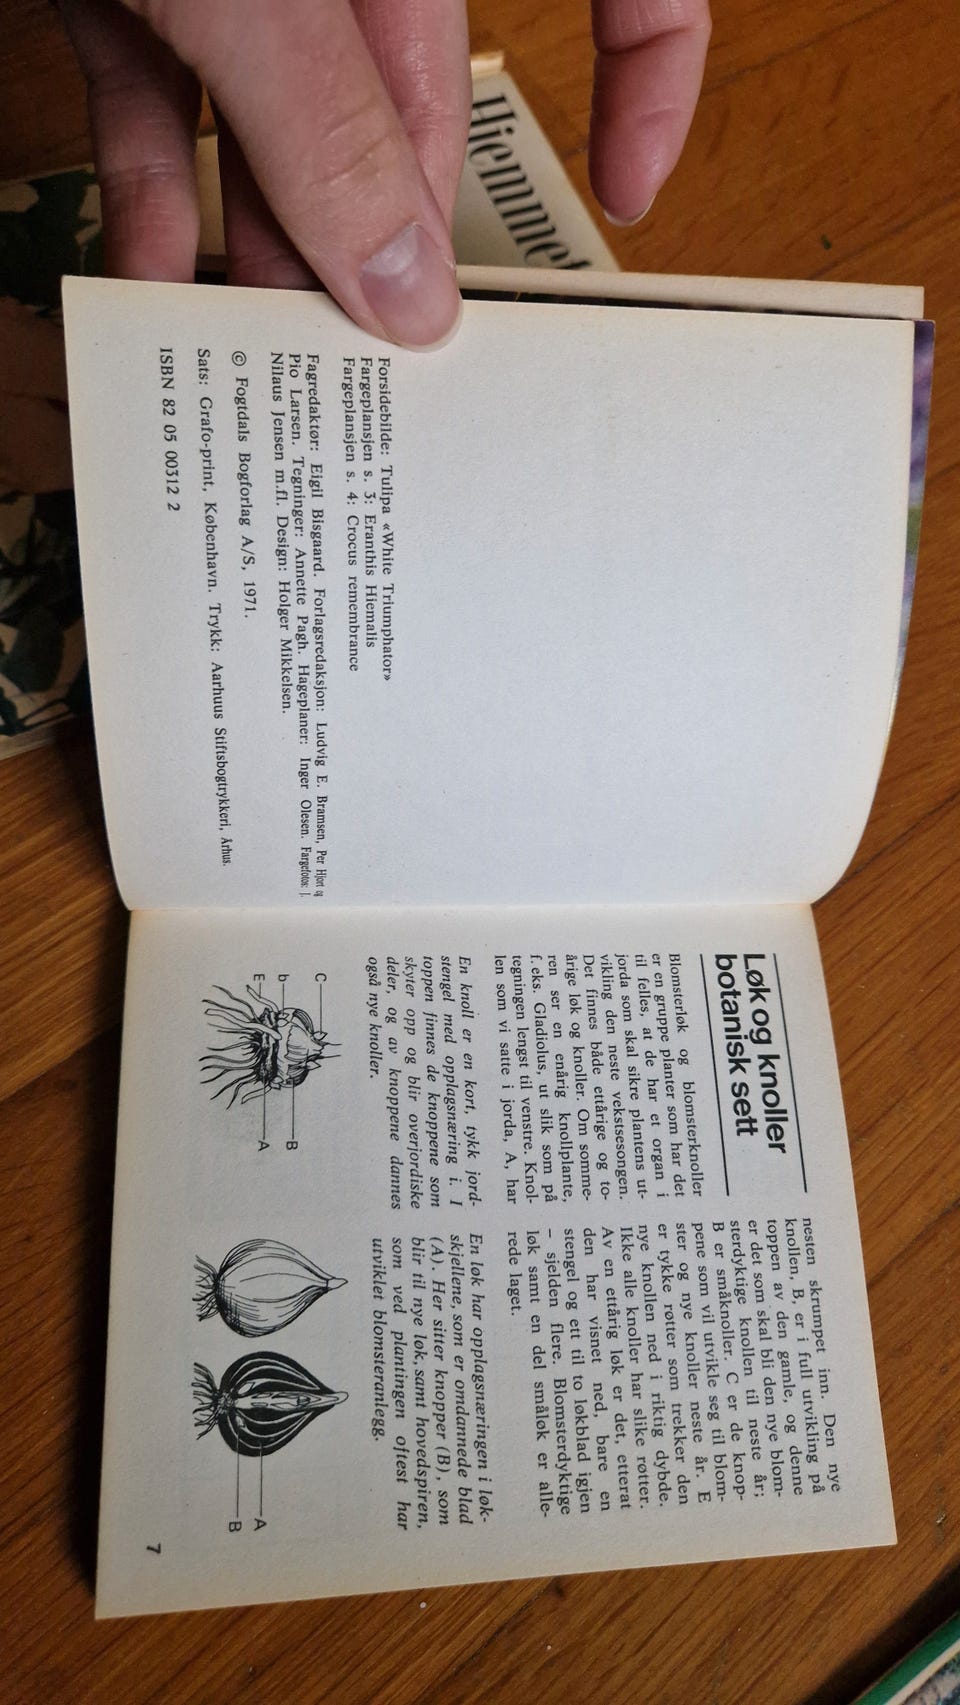 Hjemmet
Forsidebilde: Tulipa «White Triumphator»
Fargeplansjen s. 3: Eranthis Hiemalis
Fargeplansjen s. 4: Crocus remembrance
Fagredaktør: Eigil Bisgaard. Forlagsredaksjon: Ludvig E. Bramsen, Per Hjort og
Pio Larsen. Tegninger: Annette Pagh. Hageplaner: Inger Olesen. Fargefotos: J.
Nilaus Jensen m.fl. Design: Holger Mikkelsen.
© Fogtdals Bogforlag A/S, 1971.
Sats: Grafo-print, København. Trykk: Aarhuus Stiftsbogtrykkeri, Århus.
ISBN 82 05 00312 2
Løk og knoller
botanisk sett
Blomsterløk og blomsterknoller
er en gruppe planter som har det
til felles, at de har et organ i
jorda som skal sikre plantens ut-
vikling den neste vekstsesongen.
Det finnes både ettårige og to-
årige løk og knoller. Om somme-
ren ser en enårig knollplante,
f. eks. Gladiolus, ut slik som på
tegningen lengst til venstre. Knol-
len som vi satte i jorda, A, har
nesten skrumpet inn. Den nye
knollen, B, er i full utvikling på
toppen av den gamle, og denne
er det som skal bli den nye blom-
sterdyktige knollen til neste år;
B er småknoller. C er de knop-
pene som vil utvikle seg til blom-
ster og nye knoller neste år. E
er tykke røtter som trekker den
nye knollen ned i riktig dybde.
Ikke alle knoller har slike røtter.
Av en ettårig løk er det, etterat
den har visnet ned, bare en
stengel og ett til to løkblad igjen
– sjelden flere. Blomsterdyktige
løk samt en del småløk er alle-
rede laget.
En knoll er en kort, tykk jord-
stengel med opplagsnæring i. I
toppen finnes de knoppene som
skyter opp og blir overjordiske
deler, og av knoppene dannes
også nye knoller.
En løk har opplagsnæringen i løk-
skjellene, som er omdannede blad
(A). Her sitter knopper (B), som
blir til nye løk, samt hovedspiren,
som ved plantingen oftest har
utviklet blomsteranlegg.
C
b
E
B
A
A
B
7